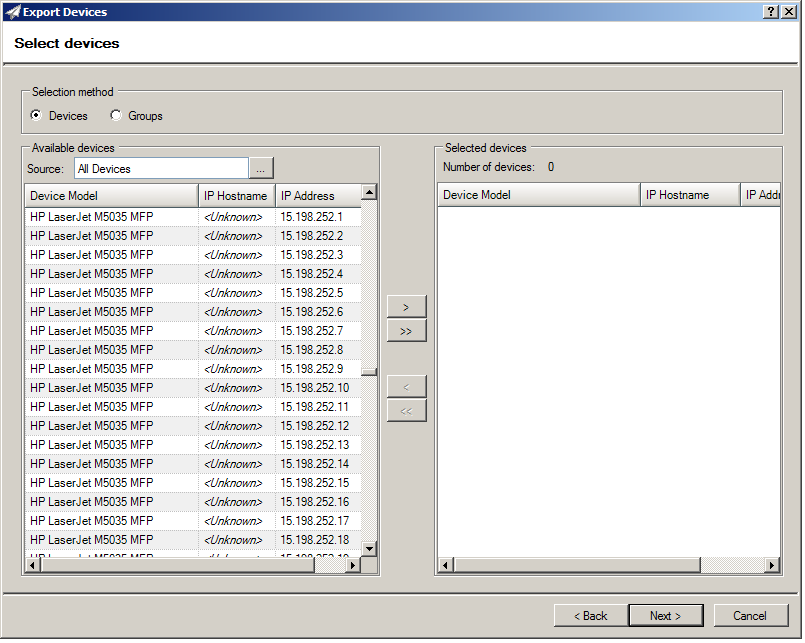 Export Devices
Select devices
Selection method
Devices Groups
Available devices
Source: All Devices ...
Device Model IP Hostname IP Address
HP LaserJet M5035 MFP <Unknown> 15.198.252.1
HP LaserJet M5035 MFP <Unknown> 15.198.252.2
HP LaserJet M5035 MFP <Unknown> 15.198.252.3
HP LaserJet M5035 MFP <Unknown> 15.198.252.4
HP LaserJet M5035 MFP <Unknown> 15.198.252.5
HP LaserJet M5035 MFP <Unknown> 15.198.252.6
HP LaserJet M5035 MFP <Unknown> 15.198.252.7
HP LaserJet M5035 MFP <Unknown> 15.198.252.8
HP LaserJet M5035 MFP <Unknown> 15.198.252.9
HP LaserJet M5035 MFP <Unknown> 15.198.252.10
HP LaserJet M5035 MFP <Unknown> 15.198.252.11
HP LaserJet M5035 MFP <Unknown> 15.198.252.12
HP LaserJet M5035 MFP <Unknown> 15.198.252.13
HP LaserJet M5035 MFP <Unknown> 15.198.252.14
HP LaserJet M5035 MFP <Unknown> 15.198.252.15
HP LaserJet M5035 MFP <Unknown> 15.198.252.16
HP LaserJet M5035 MFP <Unknown> 15.198.252.17
HP LaserJet M5035 MFP <Unknown> 15.198.252.18
>
>>
<
<<
Selected devices
Number of devices: 0
Device Model IP Hostname IP Addr
< Back Next > Cancel